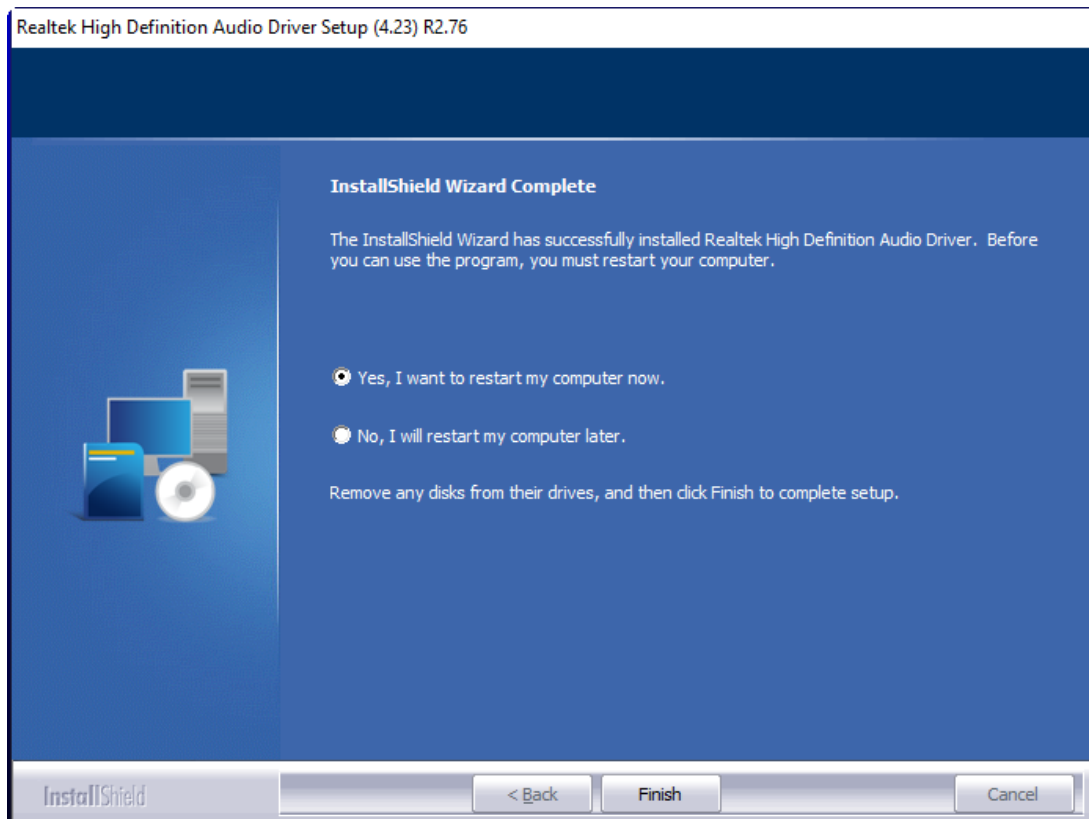 Realtek High Definition Audio Driver Setup (4.23) R2.76
InstallShield Wizard Complete
The InstallShield Wizard has successfully installed Realtek High Definition Audio Driver.  Before
you can use the program, you must restart your computer.
Yes, I want to restart my computer now.
No, I will restart my computer later.
Remove any disks from their drives, and then click Finish to complete setup.
InstallShield
< Back
Finish
Cancel